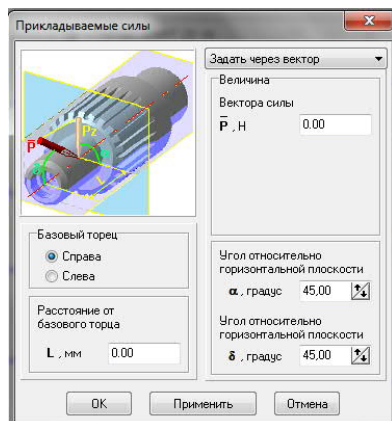 Прикладываемые силы
Задать через вектор
P̅
Pz
Величина
Вектора силы
P̅ , Н 0.00
Базовый торец
Справа
Слева
Расстояние от
базового торца
L , мм 0.00
Угол относительно
горизонтальной плоскости
α , градус 45,00
Угол относительно
горизонтальной плоскости
δ , градус 45,00
OK Применить Отмена